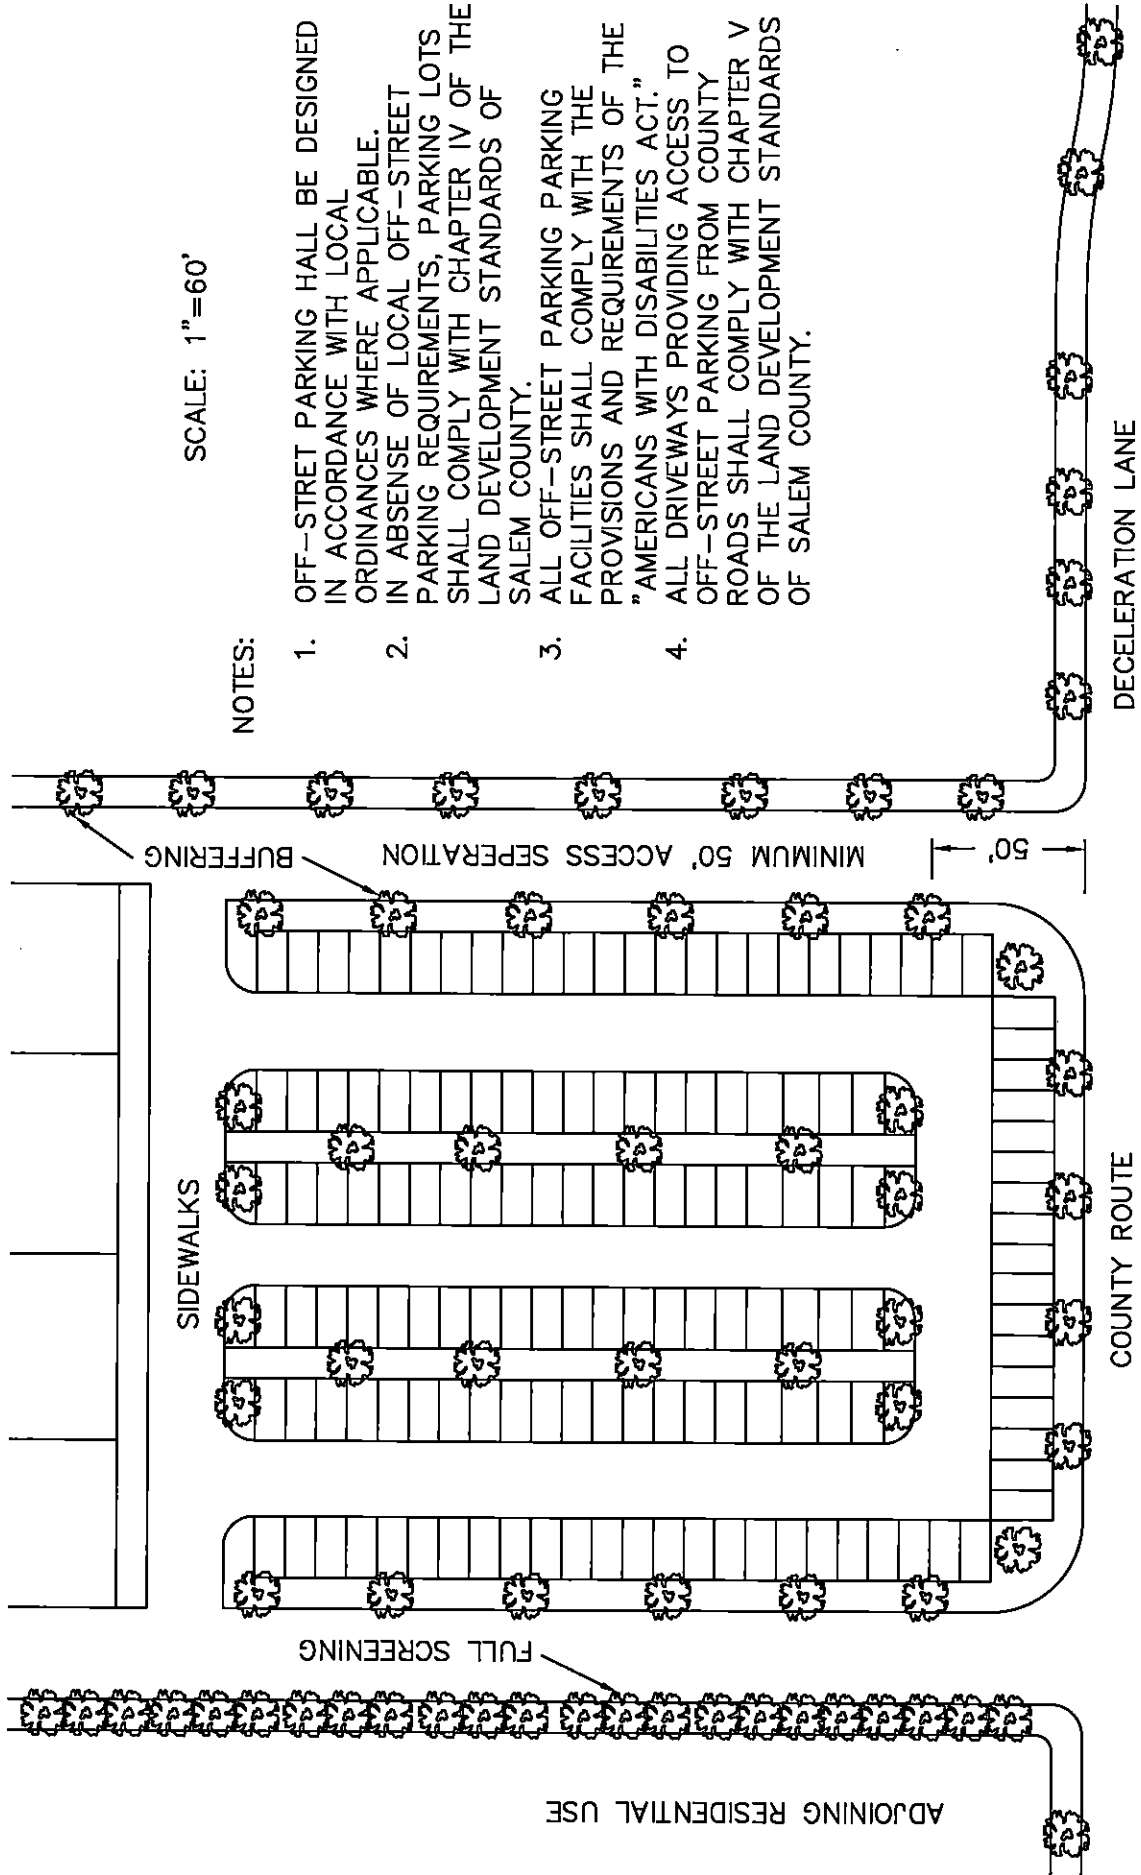 SCALE: 1"=60'
NOTES:
1. OFF-STRET PARKING HALL BE DESIGNED
IN ACCORDANCE WITH LOCAL
ORDINANCES WHERE APPLICABLE.
2. IN ABSENSE OF LOCAL OFF-STREET
PARKING REQUIREMENTS, PARKING LOTS
SHALL COMPLY WITH CHAPTER IV OF THE
LAND DEVELOPMENT STANDARDS OF
SALEM COUNTY.
3. ALL OFF-STREET PARKING PARKING
FACILITIES SHALL COMPLY WITH THE
PROVISIONS AND REQUIREMENTS OF THE
"AMERICANS WITH DISABILITIES ACT."
4. ALL DRIVEWAYS PROVIDING ACCESS TO
OFF-STREET PARKING FROM COUNTY
ROADS SHALL COMPLY WITH CHAPTER V
OF THE LAND DEVELOPMENT STANDARDS
OF SALEM COUNTY.
SIDEWALKS
BUFFERING
MINIMUM 50' ACCESS SEPERATION
50'
FULL SCREENING
ADJOINING RESIDENTIAL USE
COUNTY ROUTE
DECELERATION LANE